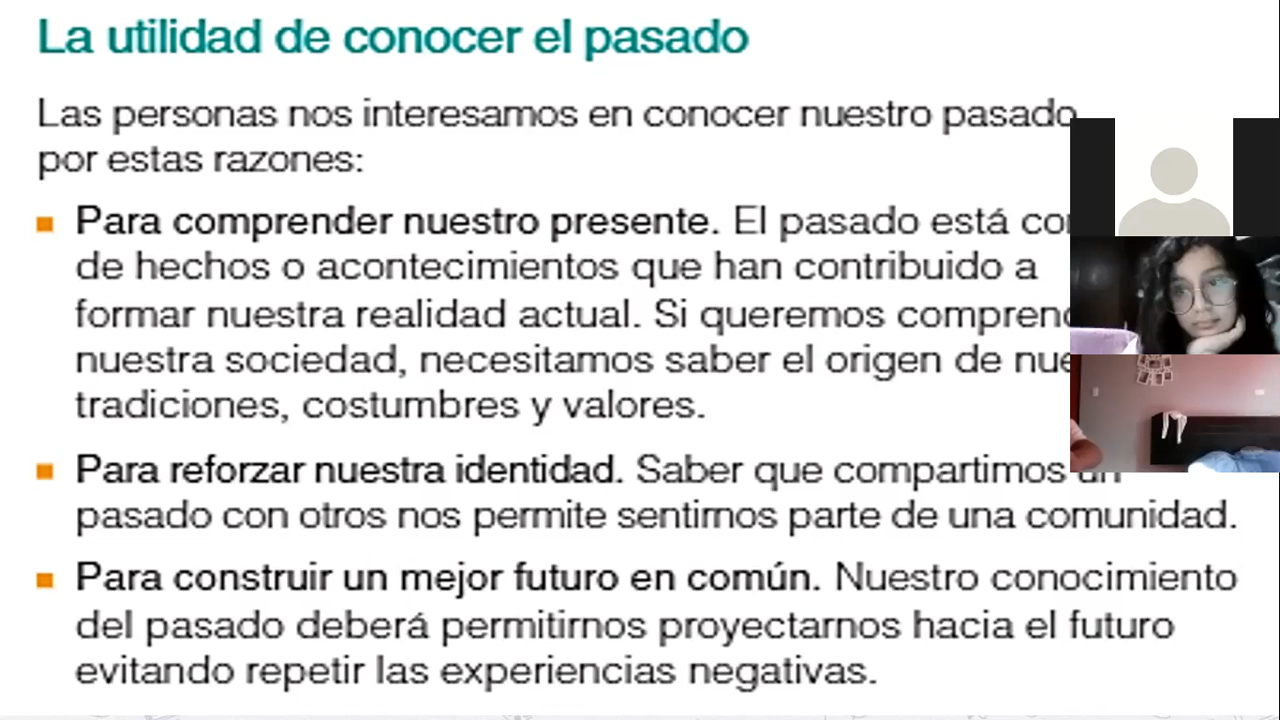 La utilidad de conocer el pasado
Las personas nos interesamos en conocer nuestro pasado
por estas razones:
Para comprender nuestro presente. El pasado está
de hechos o acontecimientos que han contribuido a
formar nuestra realidad actual. Si queremos
nuestra sociedad, necesitamos saber el origen de
tradiciones, costumbres y valores.
Para reforzar nuestra identidad. Saber que compartimos un
pasado con otros nos permite sentirnos parte de una comunidad.
Para construir un mejor futuro en común. Nuestro conocimiento
del pasado deberá permitirnos proyectarnos hacia el futuro
evitando repetir las experiencias negativas.